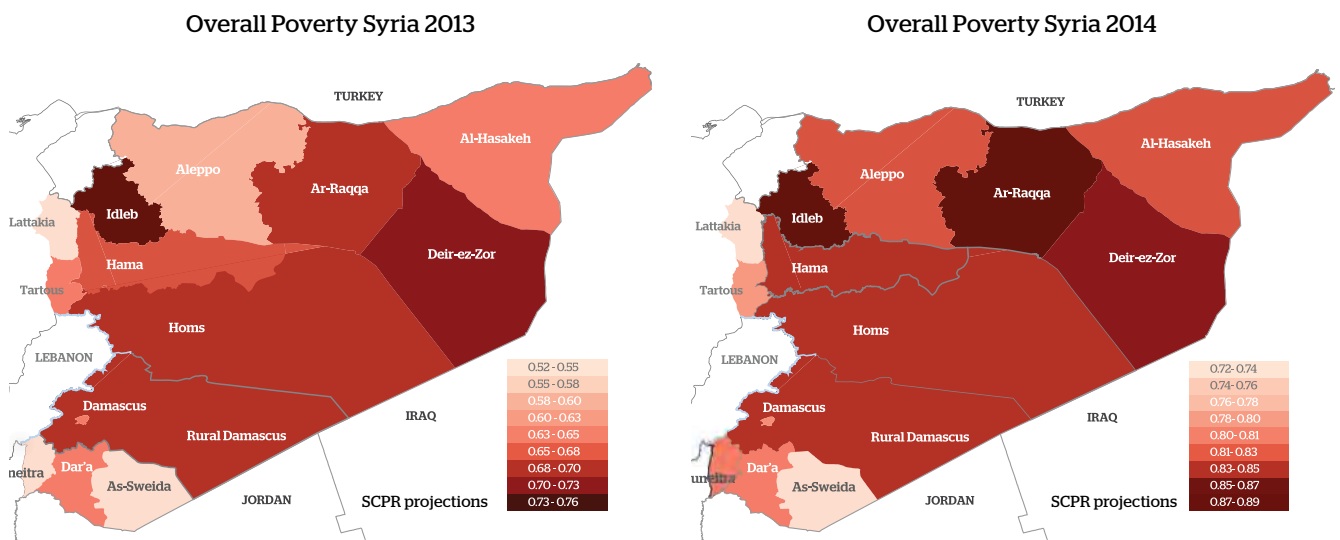 Overall Poverty Syria 2013
TURKEY
Al-Hasakeh
Aleppo
Ar-Raqqa
Idleb
Lattakia
Deir-ez-Zor
Hama
Tartous
Homs
LEBANON
Damascus
IRAQ
Rural Damascus
neitra
Dar'a
As-Sweida
JORDAN
SCPR projections
0.52 - 0.55
0.55 - 0.58
0.58 - 0.60
0.60 - 0.63
0.63 - 0.65
0.65 - 0.68
0.68 - 0.70
0.70 - 0.73
0.73 - 0.76
Overall Poverty Syria 2014
TURKEY
Al-Hasakeh
Aleppo
Ar-Raqqa
Idleb
Lattakia
Deir-ez-Zor
Hama
Tartous
Homs
LEBANON
Damascus
IRAQ
Rural Damascus
uneitra
Dar'a
As-Sweida
JORDAN
SCPR projections
0.72- 0.74
0.74 - 0.76
0.76 - 0.78
0.78 - 0.80
0.80 - 0.81
0.81 - 0.83
0.83 - 0.85
0.85 - 0.87
0.87 - 0.89